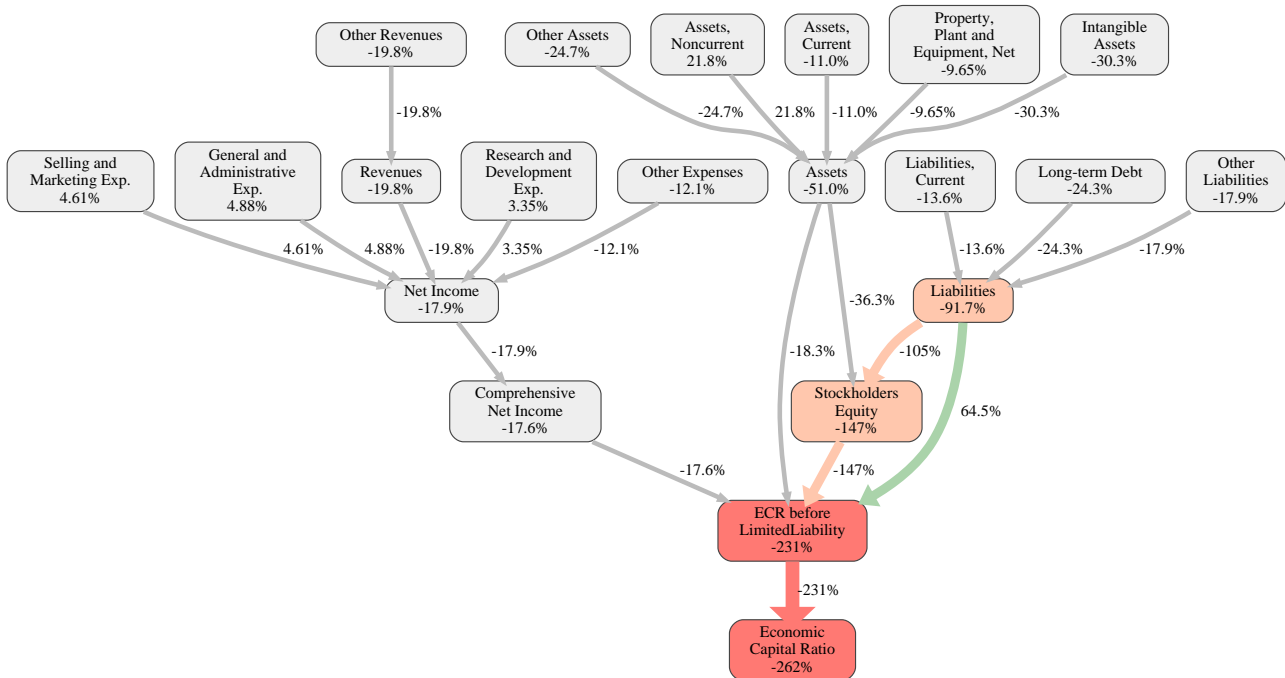 Other Revenues
-19.8%
Other Assets
-24.7%
Assets,
Noncurrent
21.8%
Assets,
Current
-11.0%
Property,
Plant and
Equipment, Net
-9.65%
Intangible
Assets
-30.3%
-19.8%
-24.7%
21.8%
-11.0%
-9.65%
-30.3%
Selling and
Marketing Exp.
4.61%
General and
Administrative
Exp.
4.88%
Revenues
-19.8%
Research and
Development
Exp.
3.35%
Other Expenses
-12.1%
Assets
-51.0%
Liabilities,
Current
-13.6%
Long-term Debt
-24.3%
Other
Liabilities
-17.9%
4.61%
4.88%
-19.8%
3.35%
-12.1%
-13.6%
-24.3%
-17.9%
Net Income
-17.9%
-36.3%
Liabilities
-91.7%
-17.9%
-18.3%
-105%
Comprehensive
Net Income
-17.6%
Stockholders
Equity
-147%
64.5%
-17.6%
-147%
ECR before
LimitedLiability
-231%
-231%
Economic
Capital Ratio
-262%